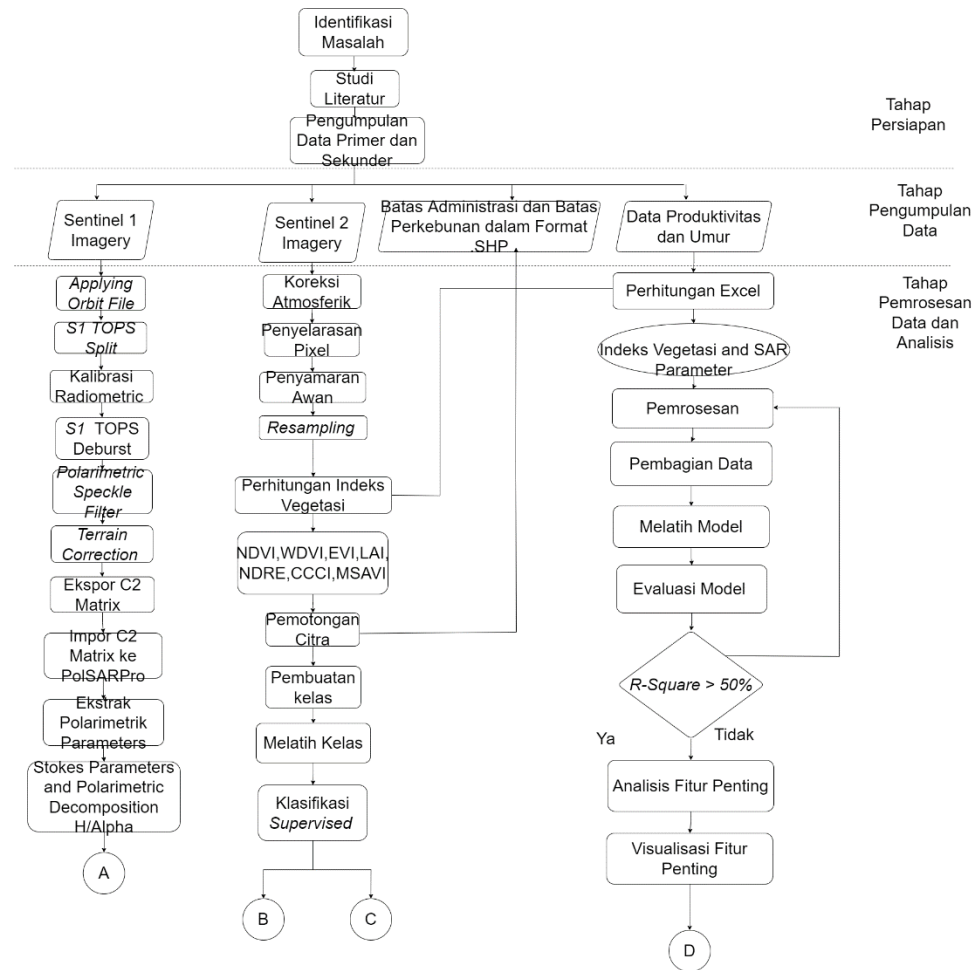 Identifikasi
Masalah
Studi
Literatur
Pengumpulan
Data Primer dan
Sekunder
Tahap
Persiapan
Sentinel 1
Imagery
Sentinel 2
Imagery
Batas Administrasi dan Batas
Perkebunan dalam Format
.SHP
Data Produktivitas
dan Umur
Tahap
Pengumpulan
Data
Applying
Orbit File
S1 TOPS
Split
Kalibrasi
Radiometric
S1 TOPS
Deburst
Polarimetric
Speckle
Filter
Terrain
Correction
Ekspor C2
Matrix
Impor C2
Matrix ke
PolSARPro
Ekstrak
Polarimetrik
Parameters
Stokes Parameters
and Polarimetric
Decomposition
H/Alpha
A
Koreksi
Atmosferik
Penyelarasan
Pixel
Penyamaran
Awan
Resampling
Perhitungan Indeks
Vegetasi
NDVI,WDVI,EVI,LAI,
NDRE,CCCI,MSAVI
Pemotongan
Citra
Pembuatan
kelas
Melatih Kelas
Klasifikasi
Supervised
B
C
Perhitungan Excel
Indeks Vegetasi and SAR
Parameter
Pemrosesan
Pembagian Data
Melatih Model
Evaluasi Model
R-Square > 50%
Ya
Tidak
Analisis Fitur Penting
Visualisasi Fitur
Penting
D
Tahap
Pemrosesan
Data dan
Analisis